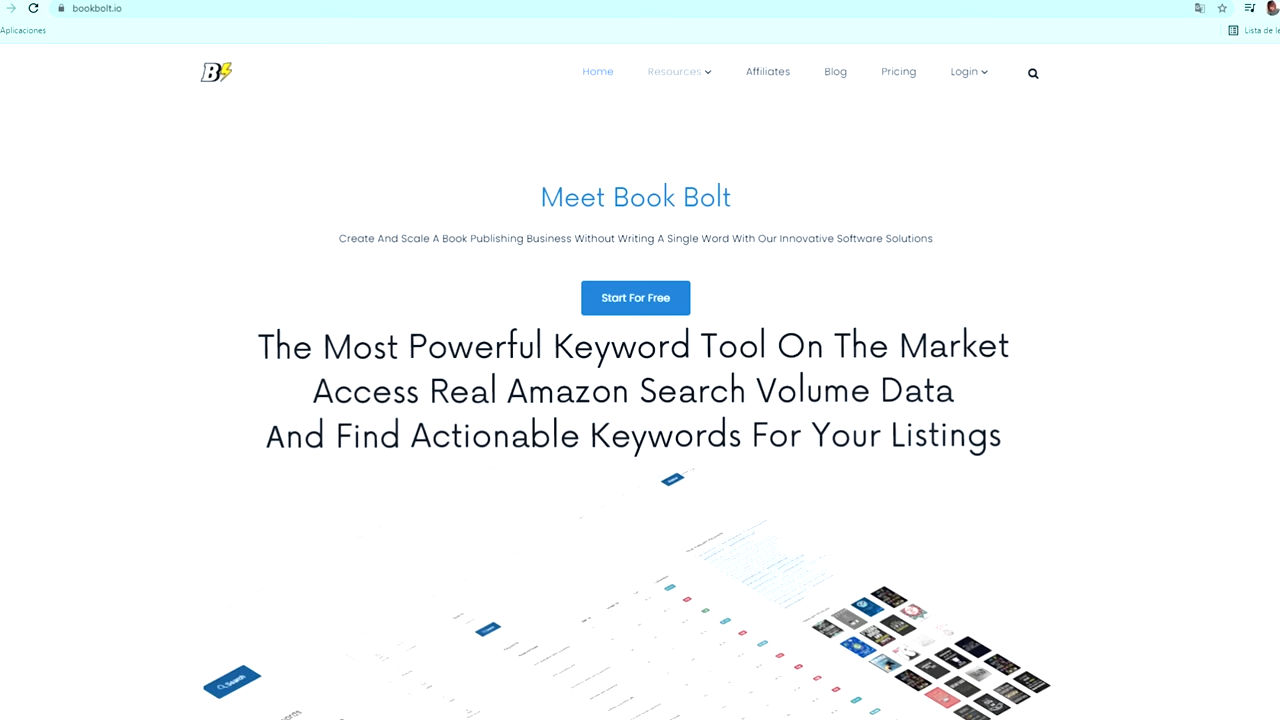 bookbolt.io
Aplicaciones
Lista de le
B
Home Resources Affiliates Blog Pricing Login
Meet Book Bolt
Create And Scale A Book Publishing Business Without Writing A Single Word With Our Innovative Software Solutions
Start For Free
The Most Powerful Keyword Tool On The Market
Access Real Amazon Search Volume Data
And Find Actionable Keywords For Your Listings
Search